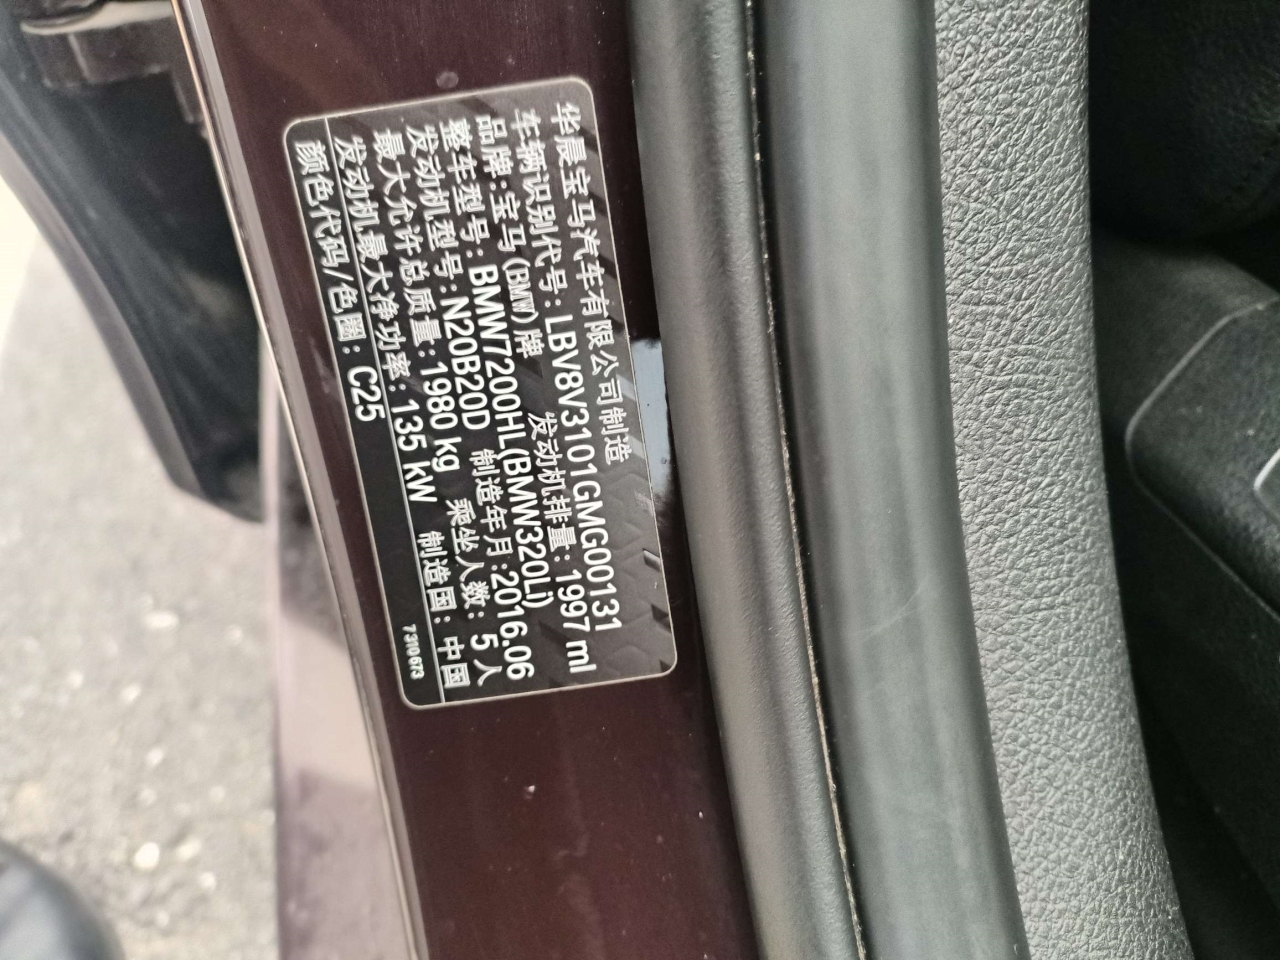 华晨宝马汽车有限公司制造
车辆识别代号: LBV8V3101GMG00131
品牌:宝马(BMW)牌 发动机排量: 1997 ml
整车型号: BMW7200HL(BMW320Li)
发动机型号: N20B20D 制造年月:2016.06
最大允许总质量: 1980 kg 乘坐人数: 5 人
发动机最大净功率: 135 kW 制造国: 中国
颜色代码/色圈: C25 7310673